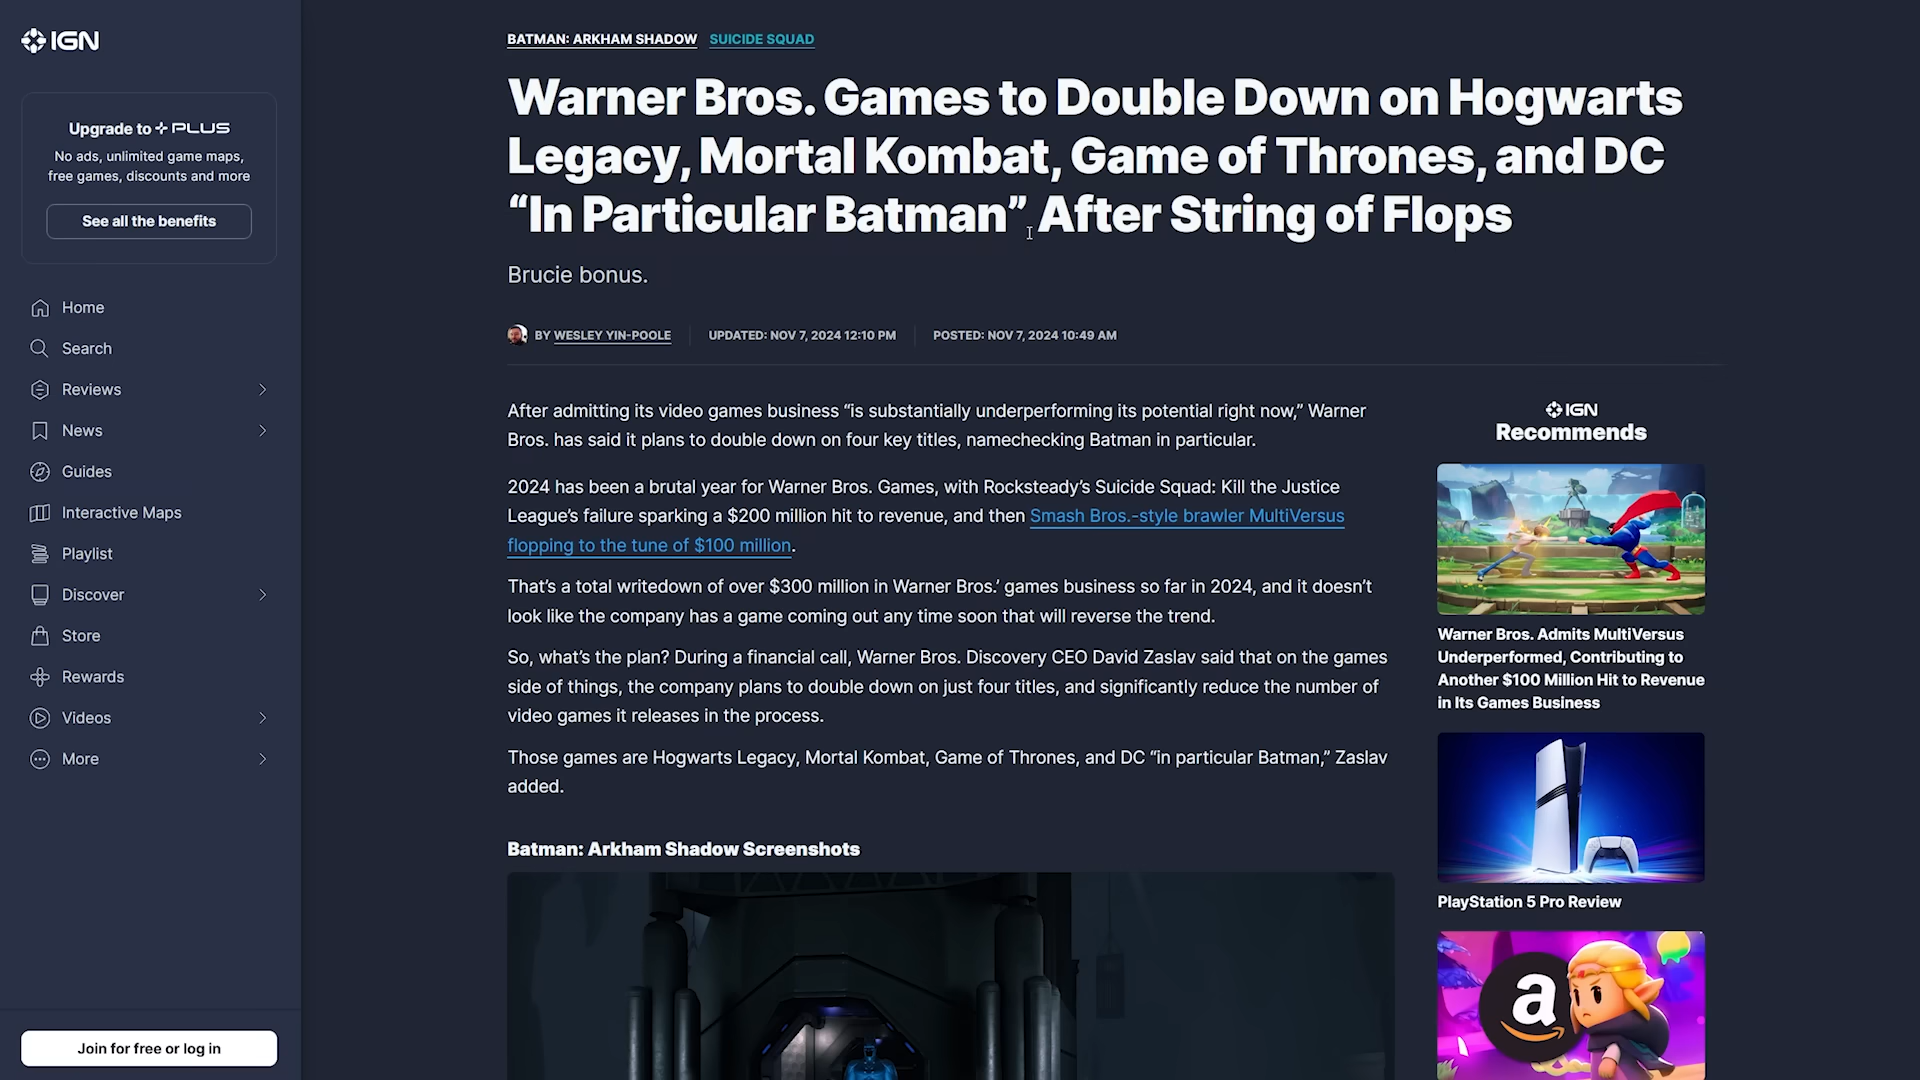 IGN
Upgrade to PLUS
No ads, unlimited game maps,
free games, discounts and more
See all the benefits
Home
Search
Reviews
News
Guides
Interactive Maps
Playlist
Discover
Store
Rewards
Videos
More
Join for free or log in
BATMAN: ARKHAM SHADOW SUICIDE SQUAD
Warner Bros. Games to Double Down on Hogwarts
Legacy, Mortal Kombat, Game of Thrones, and DC
“In Particular Batman” After String of Flops
Brucie bonus.
BY WESLEY YIN-POOLE UPDATED: NOV 7, 2024 12:10 PM POSTED: NOV 7, 2024 10:49 AM
After admitting its video games business “is substantially underperforming its potential right now,” Warner
Bros. has said it plans to double down on four key titles, namechecking Batman in particular.
2024 has been a brutal year for Warner Bros. Games, with Rocksteady’s Suicide Squad: Kill the Justice
League’s failure sparking a $200 million hit to revenue, and then Smash Bros.-style brawler MultiVersus
flopping to the tune of $100 million.
That’s a total writedown of over $300 million in Warner Bros.’ games business so far in 2024, and it doesn’t
look like the company has a game coming out any time soon that will reverse the trend.
So, what’s the plan? During a financial call, Warner Bros. Discovery CEO David Zaslav said that on the games
side of things, the company plans to double down on just four titles, and significantly reduce the number of
video games it releases in the process.
Those games are Hogwarts Legacy, Mortal Kombat, Game of Thrones, and DC “in particular Batman,” Zaslav
added.
Batman: Arkham Shadow Screenshots
IGN
Recommends
Warner Bros. Admits MultiVersus
Underperformed, Contributing to
Another $100 Million Hit to Revenue
in Its Games Business
PlayStation 5 Pro Review
a